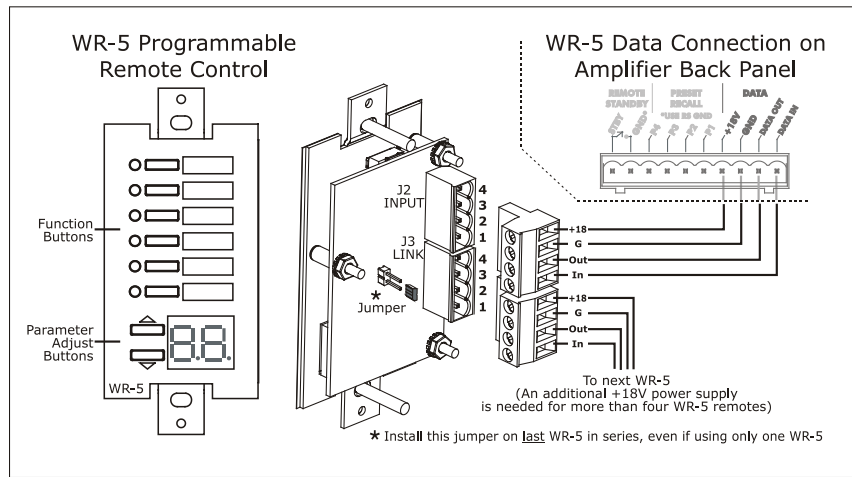 WR-5 Programmable
Remote Control
WR-5 Data Connection on
Amplifier Back Panel
REMOTE
STANDBY
PRESET
RECALL
DATA
*USE RS GND
STBY
GND*
P4
P3
P2
P1
+18V
GND
DATA OUT
DATA IN
J2
INPUT
4
3
2
1
J3
LINK
4
3
2
1
*
Jumper
+18
G
Out
In
+18
G
Out
In
Function
Buttons
Parameter
Adjust
Buttons
8.8.
WR-5
To next WR-5
(An additional +18V power supply
is needed for more than four WR-5 remotes)
* Install this jumper on last WR-5 in series, even if using only one WR-5